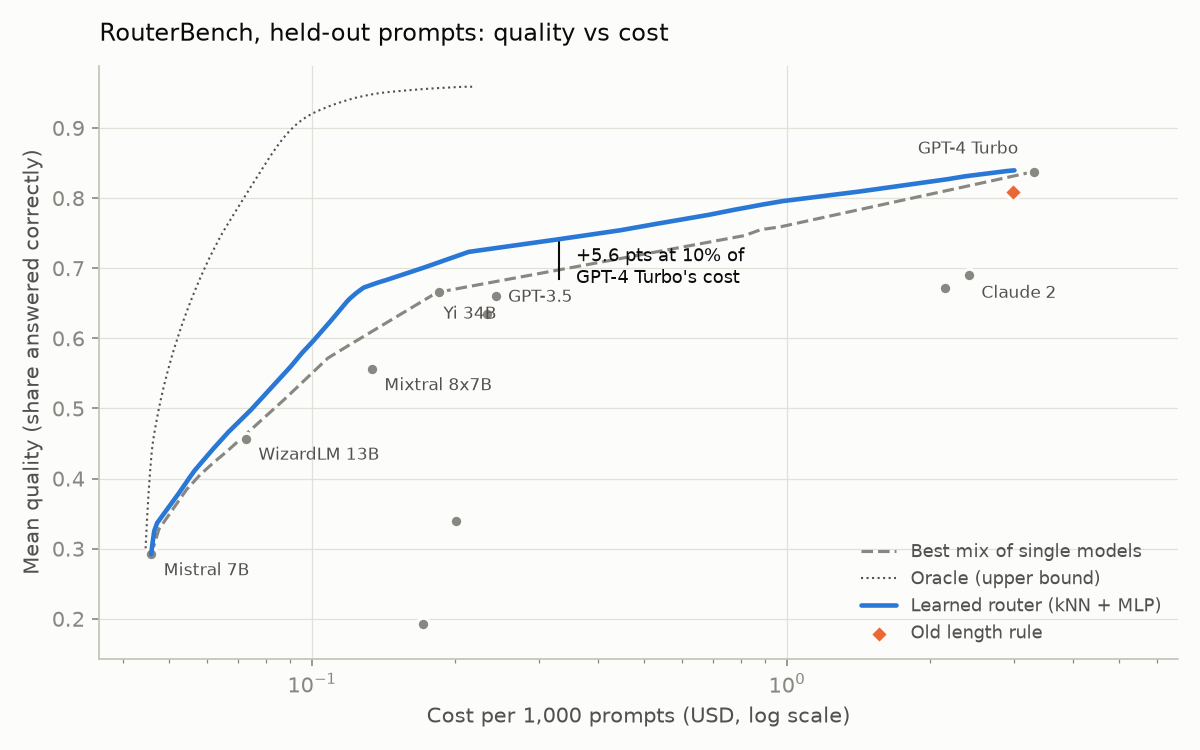 RouterBench, held-out prompts: quality vs cost
Mean quality (share answered correctly)
0.9
0.8
0.7
0.6
0.5
0.4
0.3
0.2
GPT-4 Turbo
+5.6 pts at 10% of
GPT-4 Turbo's cost
GPT-3.5
Yi 34B
Claude 2
Mixtral 8x7B
WizardLM 13B
Mistral 7B
Best mix of single models
Oracle (upper bound)
Learned router (kNN + MLP)
Old length rule
10⁻¹
10⁰
Cost per 1,000 prompts (USD, log scale)